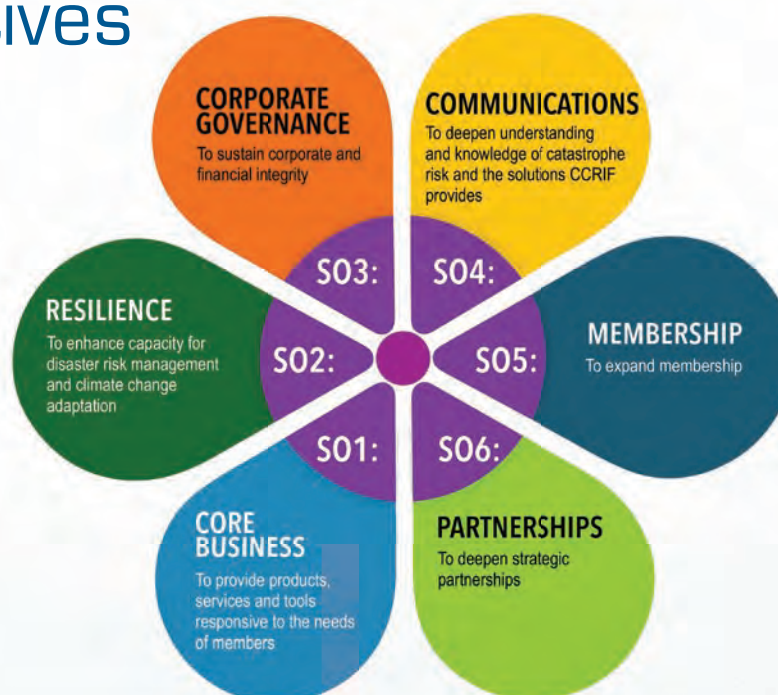 CORPORATE
GOVERNANCE
To sustain corporate and
financial integrity
COMMUNICATIONS
To deepen understanding
and knowledge of catastrophe
risk and the solutions CCRIF
provides
SO3:
SO4:
RESILIENCE
To enhance capacity for
disaster risk management
and climate change
adaptation
SO2:
SO5:
MEMBERSHIP
To expand membership
SO1:
SO6:
CORE
BUSINESS
To provide products,
services and tools
responsive to the needs
of members
PARTNERSHIPS
To deepen strategic
partnerships